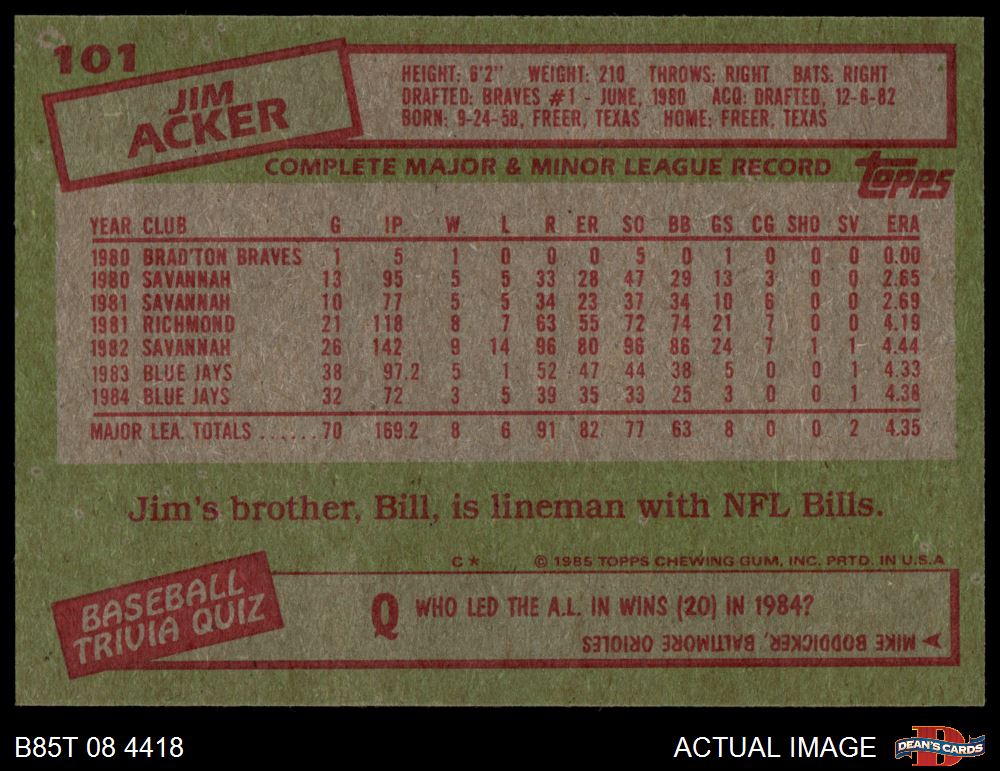 101
JIM
ACKER
HEIGHT: 6'2" WEIGHT: 210 THROWS: RIGHT BATS: RIGHT
DRAFTED: BRAVES #1 - JUNE, 1980 ACQ: DRAFTED, 12-6-82
BORN: 9-24-58, FREER, TEXAS HOME: FREER, TEXAS
COMPLETE MAJOR & MINOR LEAGUE RECORD
Topps
YEAR CLUB G IP W L R ER SO BB GS CG SHO SV ERA
1980 BRAD'TON BRAVES 1 5 1 0 0 0 5 0 1 0 0 0 0.00
1980 SAVANNAH 13 95 5 5 33 28 47 29 13 3 0 0 2.65
1981 SAVANNAH 10 77 5 5 34 23 37 34 10 6 0 0 2.69
1981 RICHMOND 21 118 8 7 63 55 72 74 21 7 0 0 4.19
1982 SAVANNAH 26 142 9 14 96 80 96 86 24 7 1 1 4.44
1983 BLUE JAYS 38 97.2 5 1 52 47 44 38 5 0 0 1 4.33
1984 BLUE JAYS 32 72 3 5 39 35 33 25 3 0 0 1 4.38
MAJOR LEA. TOTALS ...... 70 169.2 8 6 91 82 77 63 8 0 0 2 4.35
Jim's brother, Bill, is lineman with NFL Bills.
C* © 1985 TOPPS CHEWING GUM, INC. PRTD. IN U.S.A
BASEBALL
TRIVIA QUIZ
Q WHO LED THE A.L. IN WINS (20) IN 1984?
MIKE BODDICKER, BALTIMORE ORIOLES
B85T 08 4418
ACTUAL IMAGE
D
DEAN'S CARDS